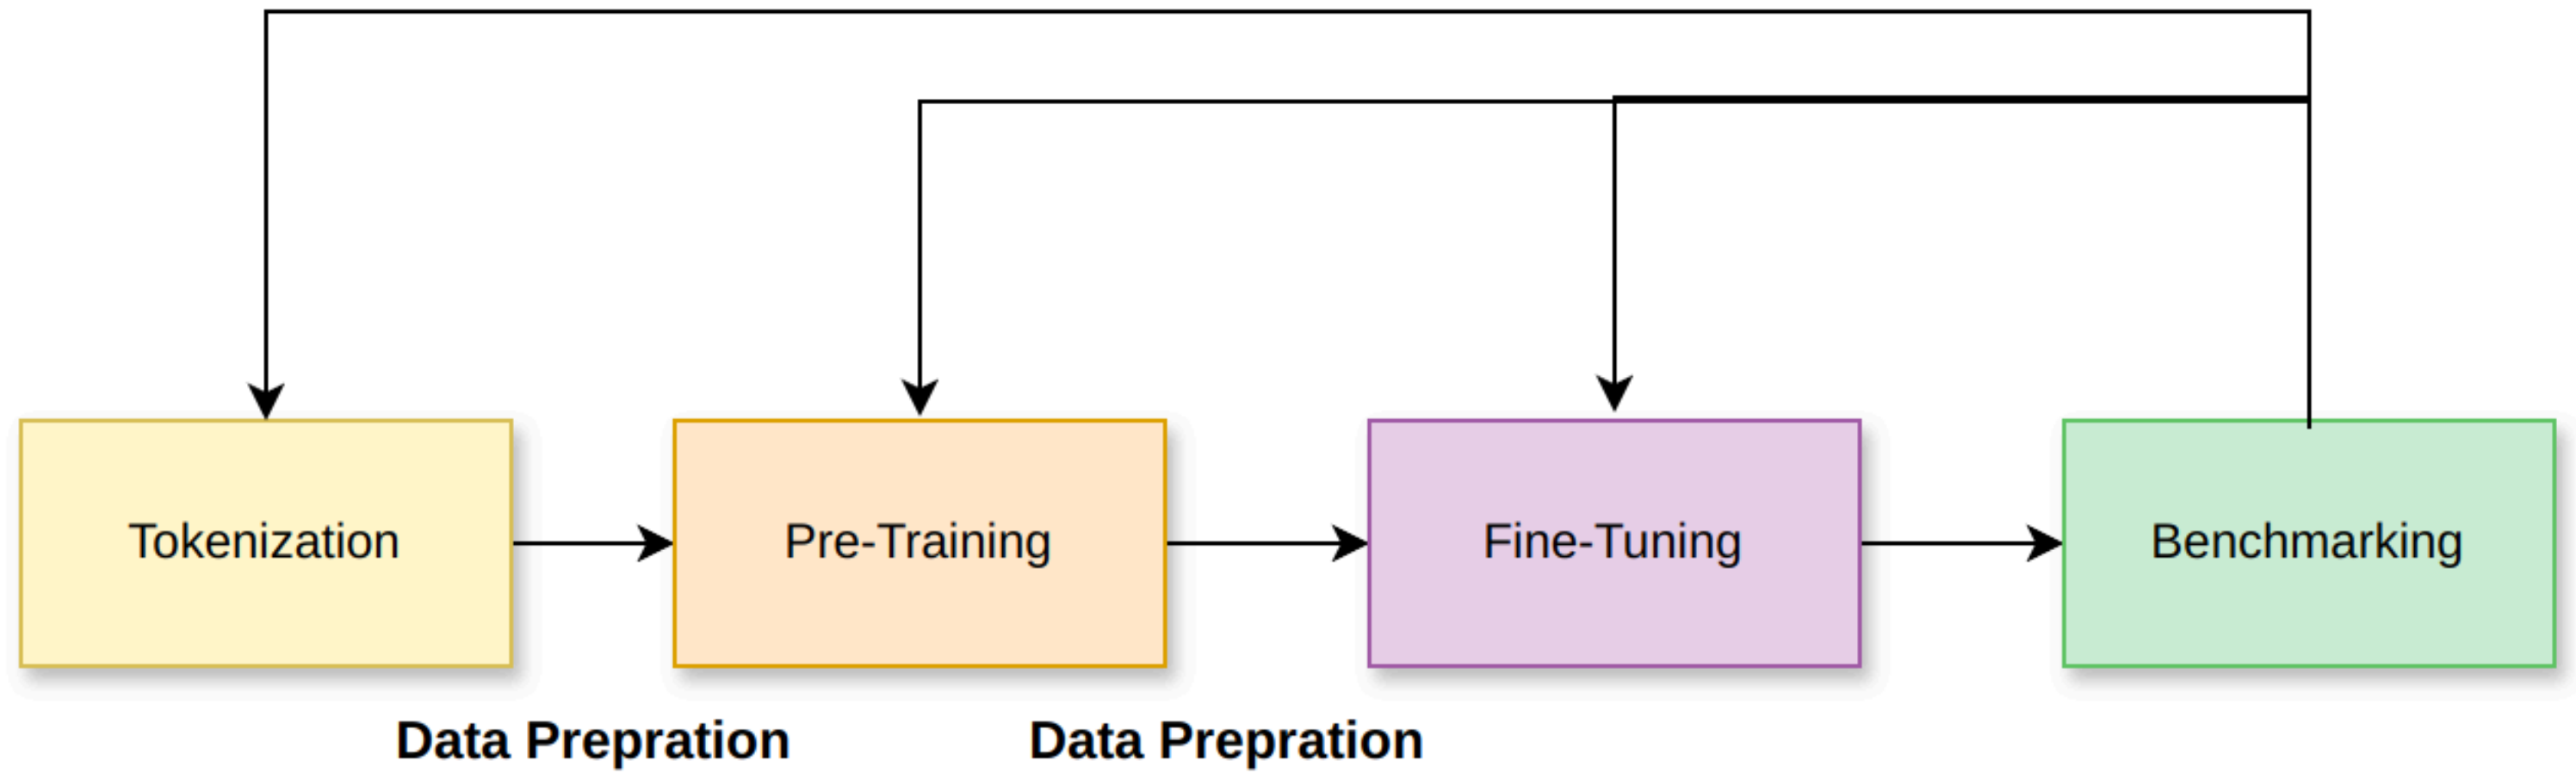 Tokenization
Pre-Training
Fine-Tuning
Benchmarking
Data Prepration
Data Prepration